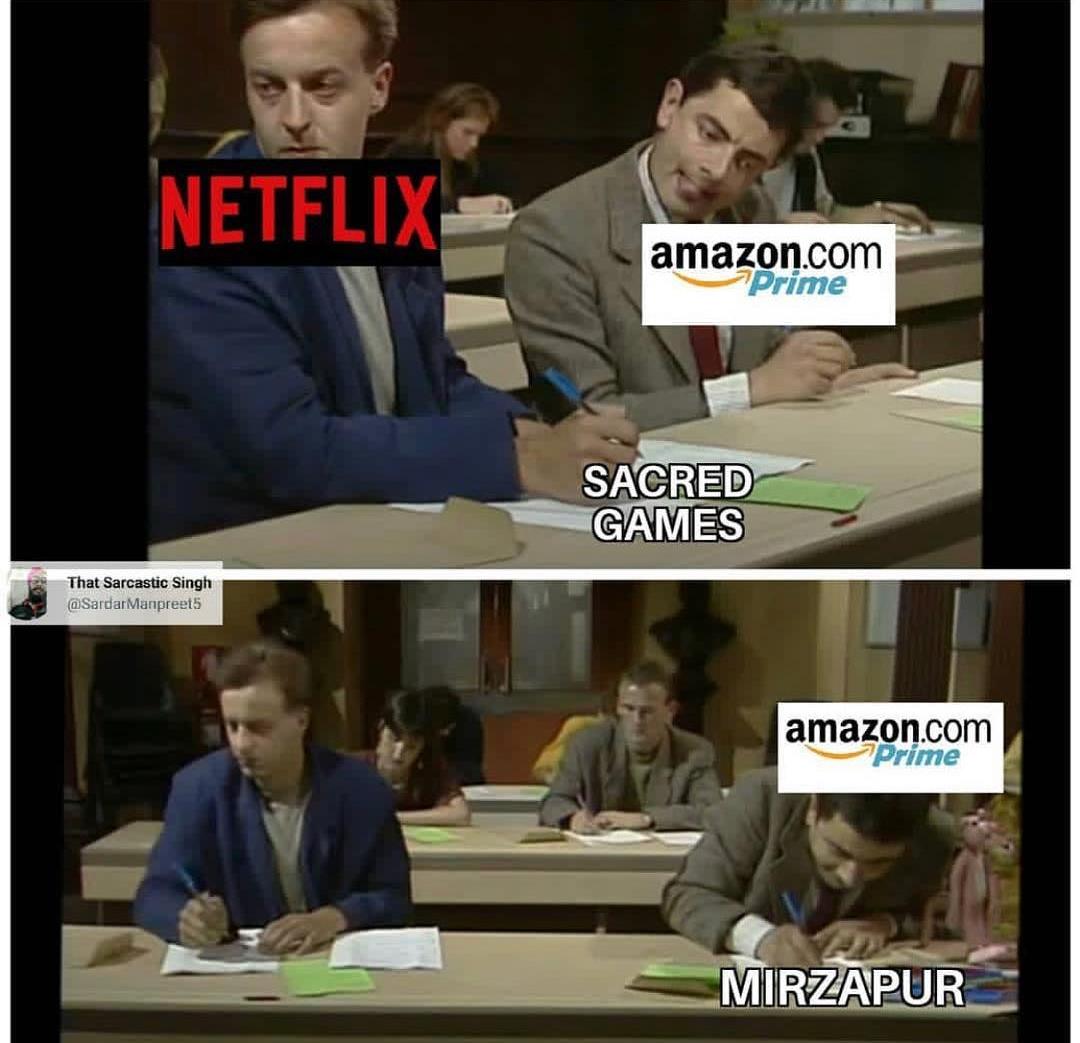 NETFLIX
amazon.com
Prime
SACRED
GAMES
That Sarcastic Singh
@SardarManpreet5
amazon.com
Prime
MIRZAPUR